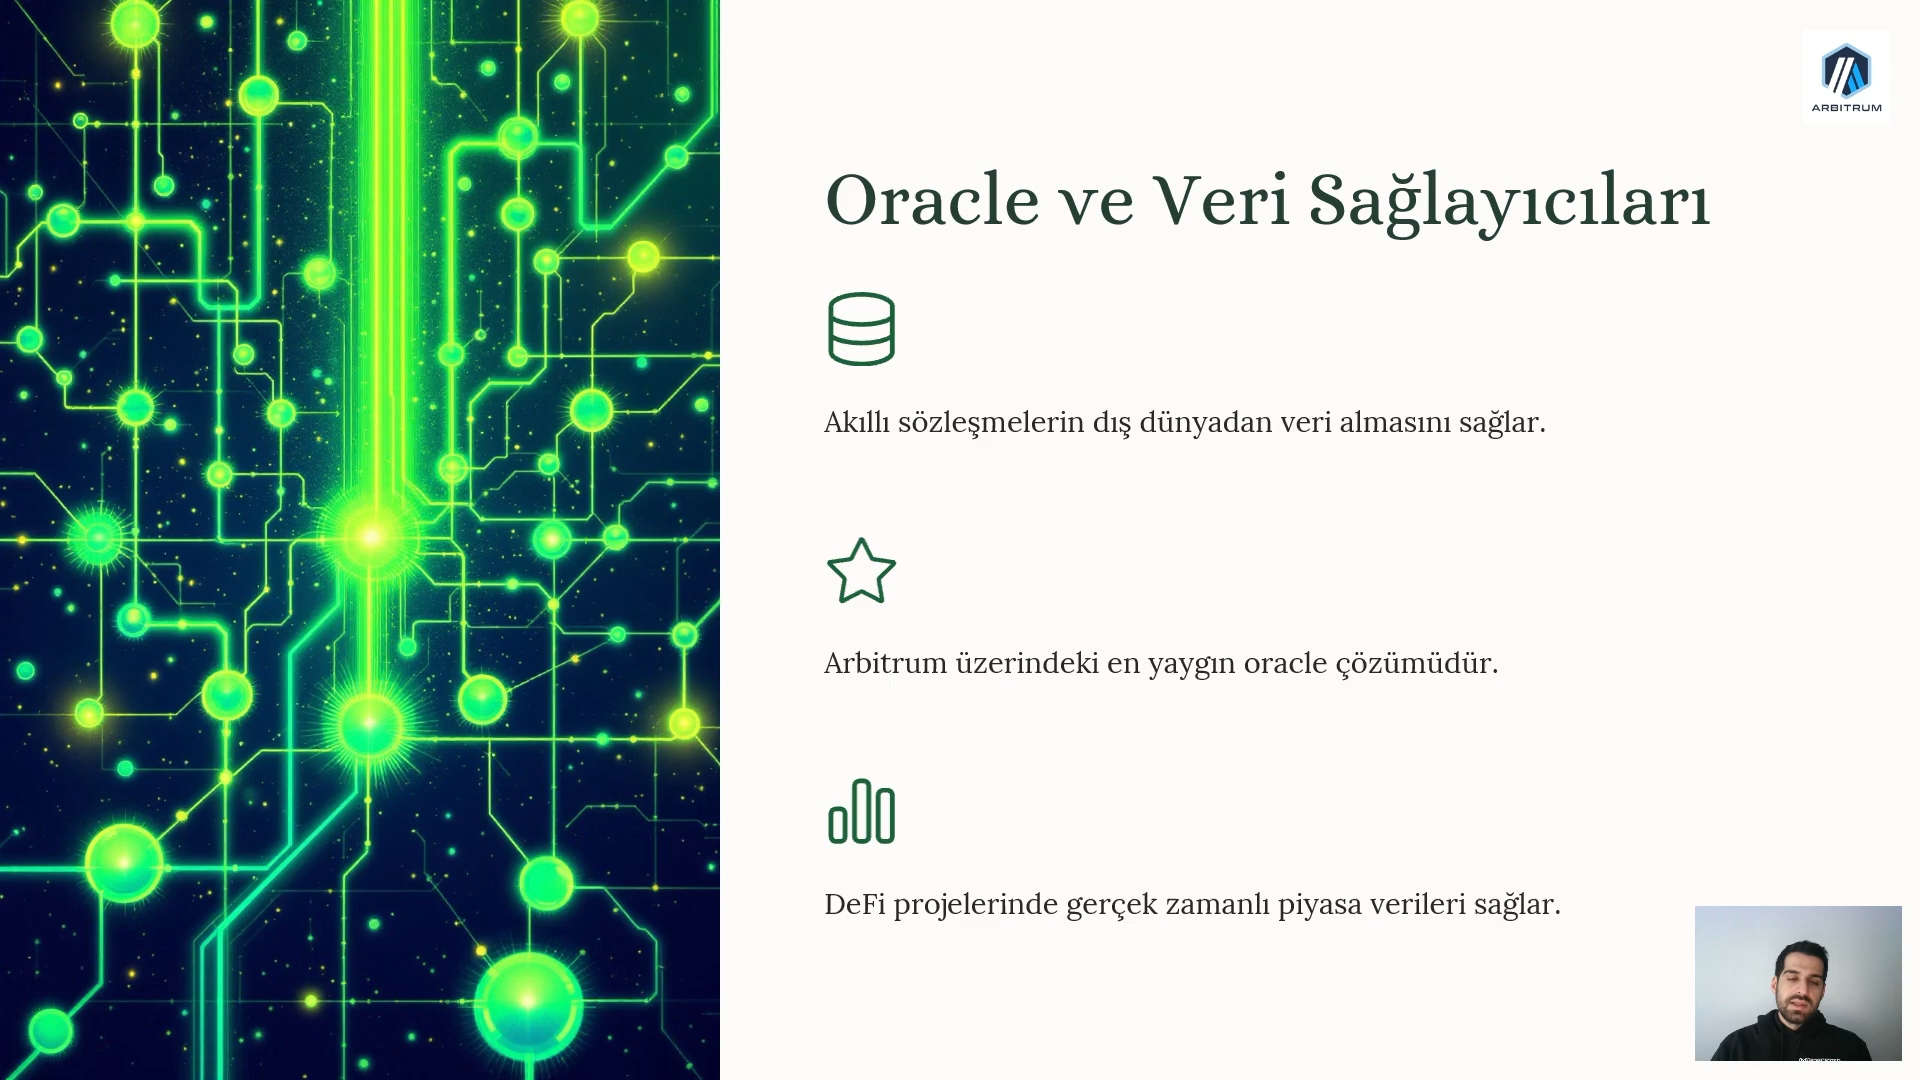 ARBITRUM
Oracle ve Veri Sağlayıcıları
Akıllı sözleşmelerin dış dünyadan veri almasını sağlar.
Arbitrum üzerindeki en yaygın oracle çözümüdür.
DeFi projelerinde gerçek zamanlı piyasa verileri sağlar.